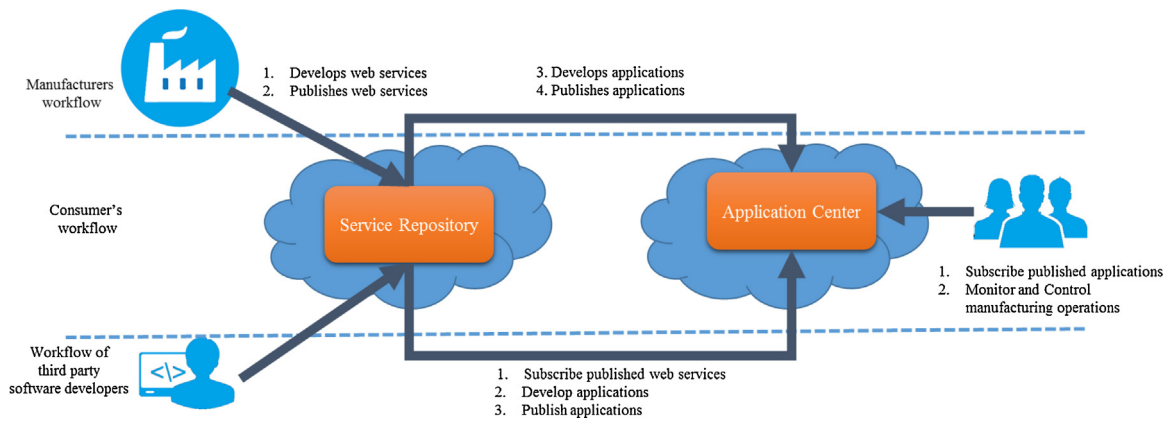 Manufacturers
workflow
1. Develops web services
2. Publishes web services
3. Develops applications
4. Publishes applications
Consumer's
workflow
Service Repository
Application Center
1. Subscribe published applications
2. Monitor and Control
manufacturing operations
Workflow of
third party
software developers
</>
1. Subscribe published web services
2. Develop applications
3. Publish applications